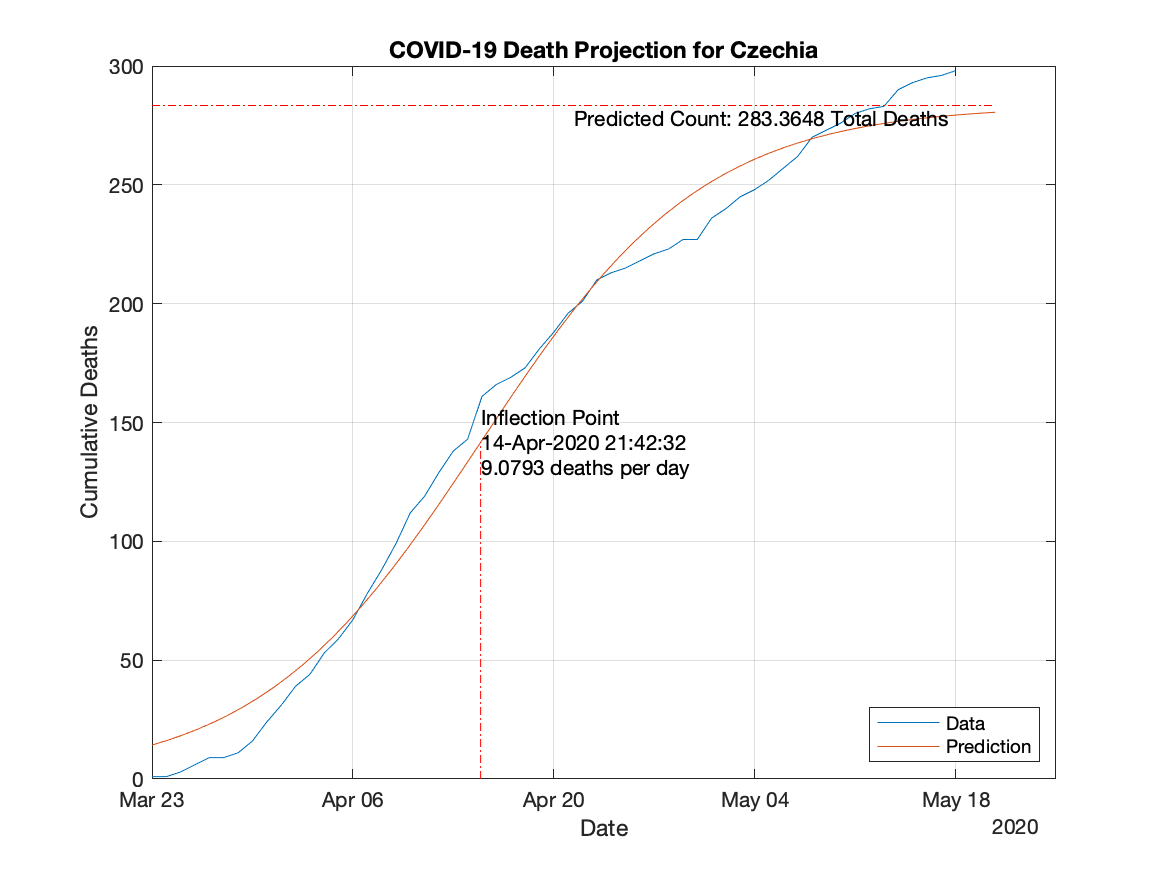 COVID-19 Death Projection for Czechia
300
250
200
150
100
50
0
Cumulative Deaths
Predicted Count: 283.3648 Total Deaths
Inflection Point
14-Apr-2020 21:42:32
9.0793 deaths per day
Data
Prediction
Mar 23
Apr 06
Apr 20
May 04
May 18
Date
2020